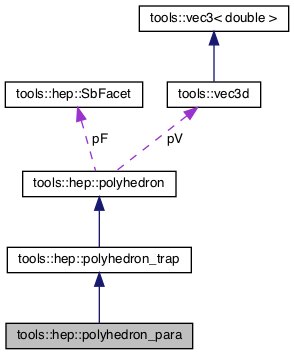 tools::vec3< double >
tools::hep::SbFacet
tools::vec3d
pF
pV
tools::hep::polyhedron
tools::hep::polyhedron_trap
tools::hep::polyhedron_para